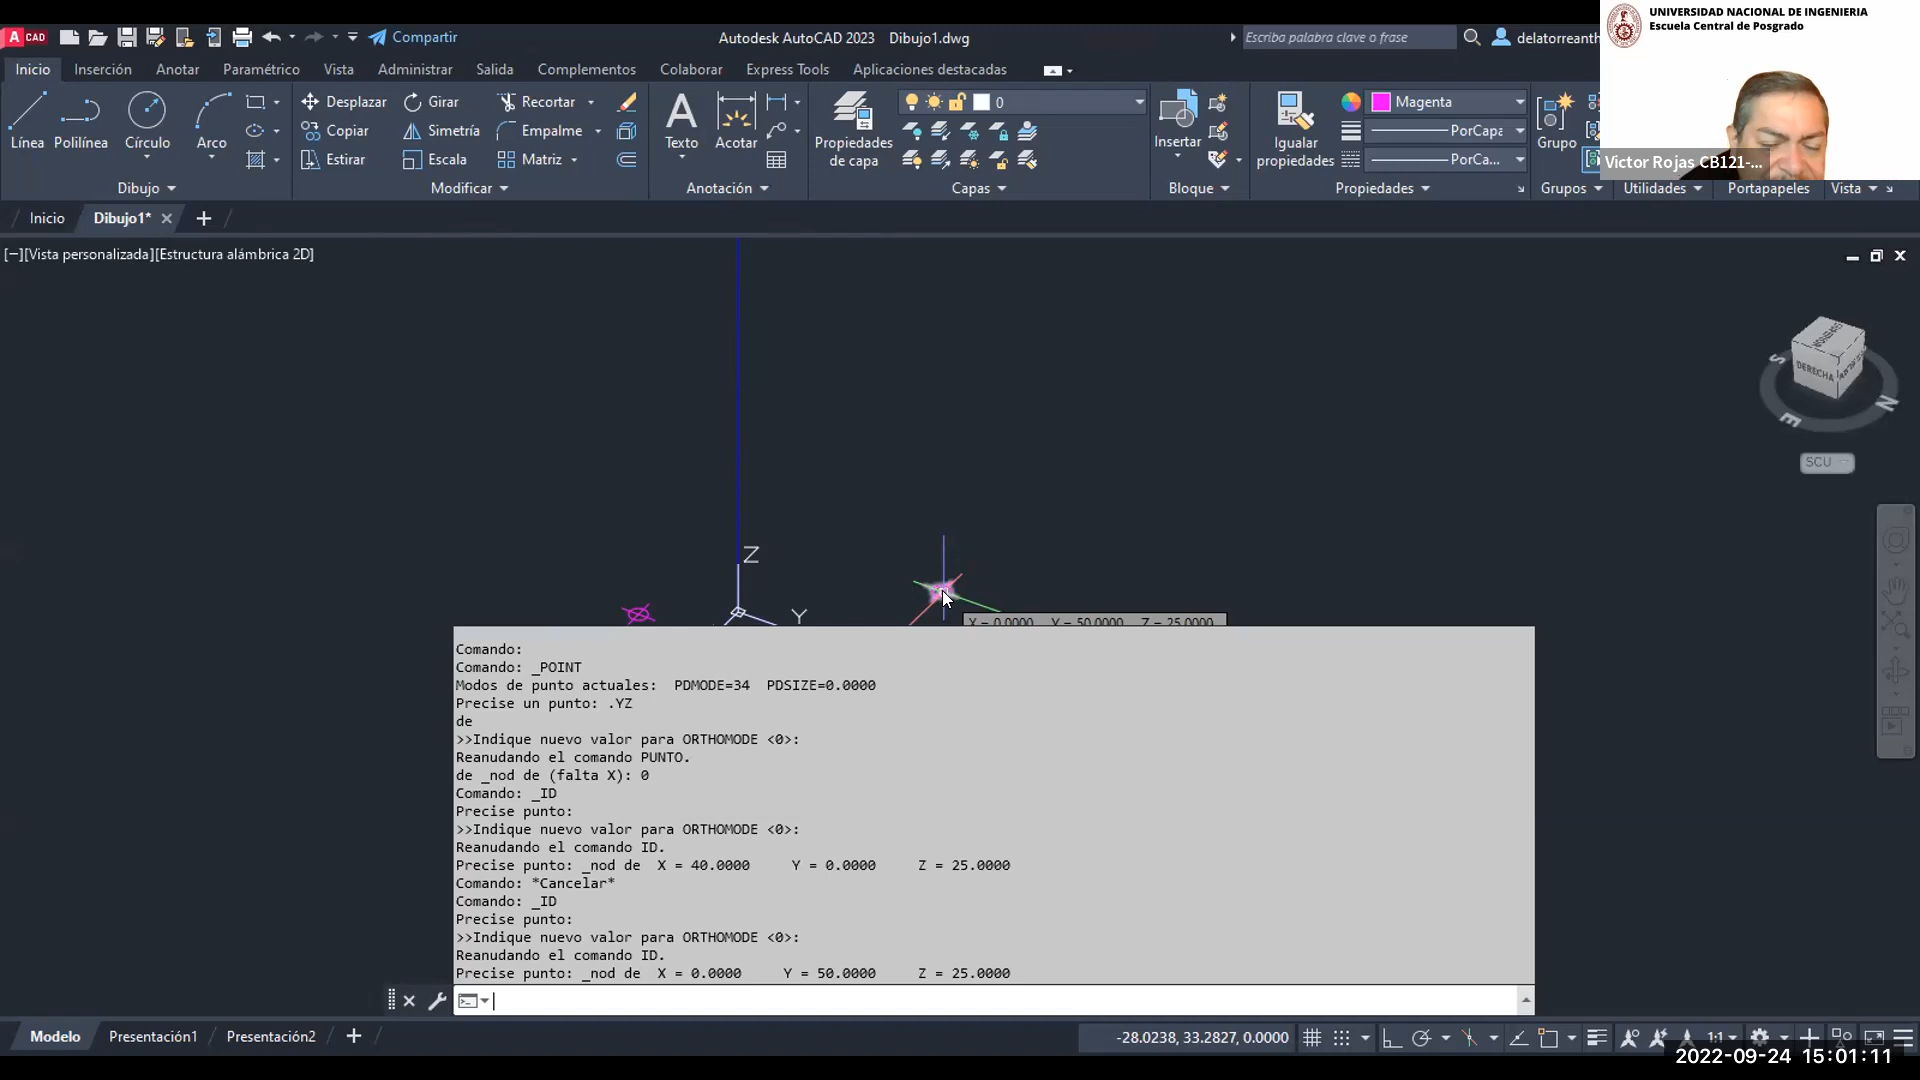 UNIVERSIDAD NACIONAL DE INGENIERIA
Escuela Central de Posgrado
A CAD
Compartir
Autodesk AutoCAD 2023 Dibujo1.dwg
Escriba palabra clave o frase
delatorreanth
Inicio Inserción Anotar Paramétrico Vista Administrar Salida Complementos Colaborar Express Tools Aplicaciones destacadas
Línea Polilínea Círculo Arco
Desplazar Girar Recortar
Copiar Simetría Empalme
Estirar Escala Matriz
Texto Acotar
Propiedades de capa
0
Insertar
Igualar propiedades
Magenta
PorCapa
PorCa...
Grupo
Victor Rojas CB121-...
Dibujo Modificar Anotación Capas Bloque Propiedades Grupos Utilidades Portapapeles Vista
Inicio Dibujo1*
[−][Vista personalizada][Estructura alámbrica 2D]
DERECHA
S
E
N
SCU
Z
Y
X = 0.0000 Y = 50.0000 Z = 25.0000
Comando:
Comando: _POINT
Modos de punto actuales: PDMODE=34 PDSIZE=0.0000
Precise un punto: .YZ
de
>>Indique nuevo valor para ORTHOMODE <0>:
Reanudando el comando PUNTO.
de _nod de (falta X): 0
Comando: _ID
Precise punto:
>>Indique nuevo valor para ORTHOMODE <0>:
Reanudando el comando ID.
Precise punto: _nod de X = 40.0000 Y = 0.0000 Z = 25.0000
Comando: *Cancelar*
Comando: _ID
Precise punto:
>>Indique nuevo valor para ORTHOMODE <0>:
Reanudando el comando ID.
Precise punto: _nod de X = 0.0000 Y = 50.0000 Z = 25.0000
Modelo Presentación1 Presentación2
-28.0238, 33.2827, 0.0000
1:1
2022-09-24 15:01:11